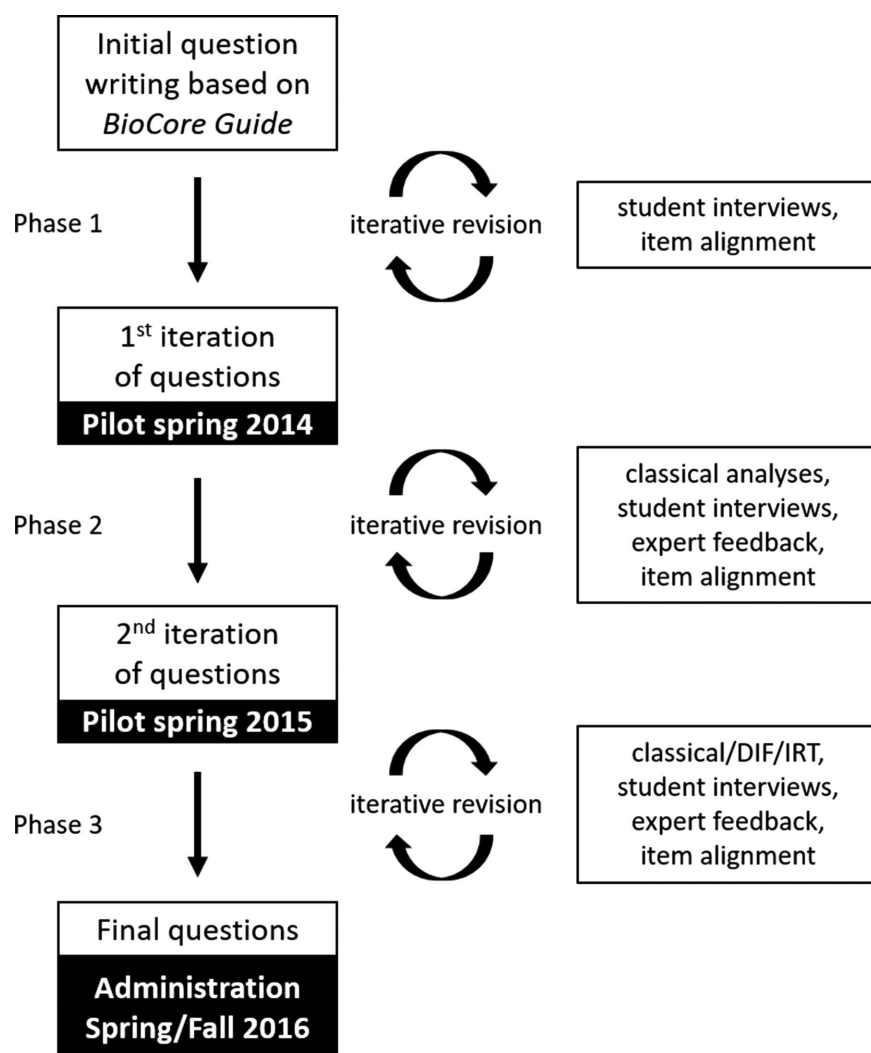 Initial question
writing based on
BioCore Guide
Phase 1
iterative revision
student interviews,
item alignment
1st iteration
of questions
Pilot spring 2014
Phase 2
iterative revision
classical analyses,
student interviews,
expert feedback,
item alignment
2nd iteration
of questions
Pilot spring 2015
Phase 3
iterative revision
classical/DIF/IRT,
student interviews,
expert feedback,
item alignment
Final questions
Administration
Spring/Fall 2016